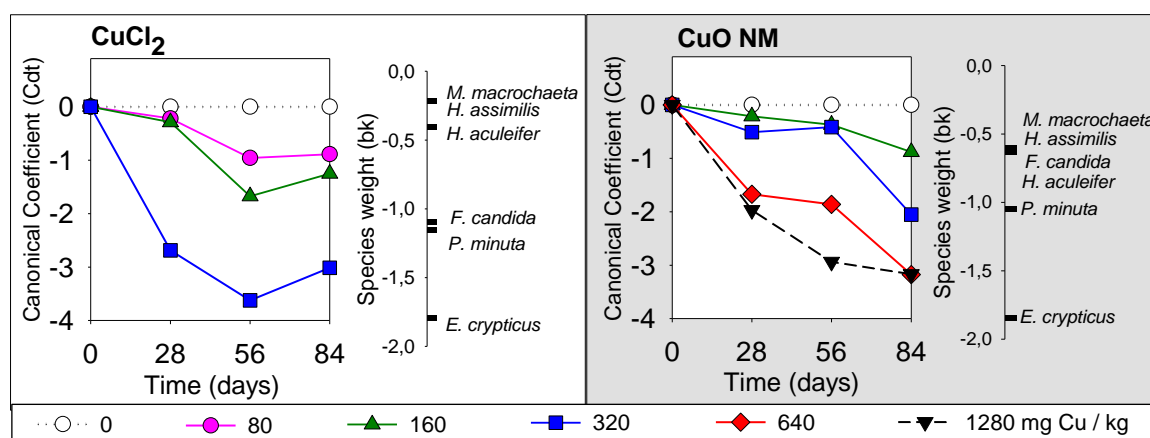 CuCl2
Canonical Coefficient (Cdt)
0
-1
-2
-3
-4
0 28 56 84
Time (days)
Species weight (bk)
0,0
-0,5
-1,0
-1,5
-2,0
M. macrochaeta
H. assimilis
H. aculeifer
F. candida
P. minuta
E. crypticus
CuO NM
Canonical Coefficient (Cdt)
0
-1
-2
-3
-4
0 28 56 84
Time (days)
Species weight (bk)
0,0
-0,5
-1,0
-1,5
-2,0
M. macrochaeta
H. assimilis
F. candida
H. aculeifer
P. minuta
E. crypticus
0 80 160 320 640 1280 mg Cu / kg